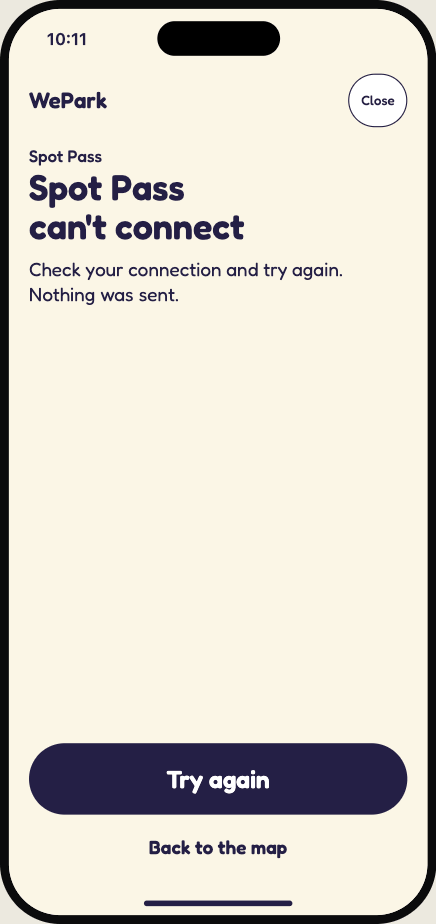 10:11
WePark
Close
Spot Pass
Spot Pass
can't connect
Check your connection and try again.
Nothing was sent.
Try again
Back to the map